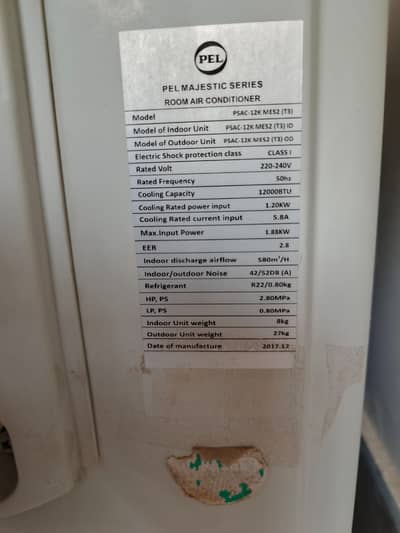 PEL
PEL MAJESTIC SERIES
ROOM AIR CONDITIONER
Model PSAC-12K MES2 (T3)
Model of Indoor Unit PSAC-12K MES2 (T3) ID
Model of Outdoor Unit PSAC-12K MES2 (T3) OD
Electric Shock protection class CLASS I
Rated Volt 220-240V
Rated Frequency 50hz
Cooling Capacity 12000BTU
Cooling Rated power input 1.20KW
Cooling Rated current input 5.8A
Max.Input Power 1.88KW
EER 2.8
Indoor discharge airflow 580m³/H
Indoor/outdoor Noise 42/52DB (A)
Refrigerant R22/0.80kg
HP, PS 2.80MPa
LP, PS 0.80MPa
Indoor Unit weight 8kg
Outdoor Unit weight 27kg
Date of manufacture 2017.12